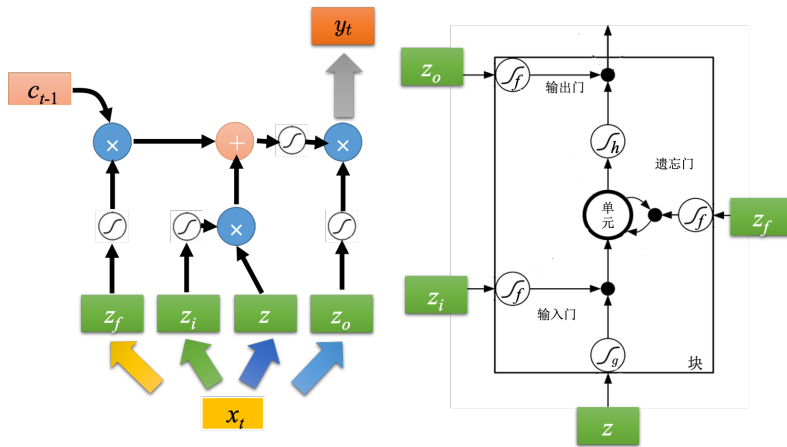 y_t
c_{t-1}
×
+
×
×
z_f
z_i
z
z_o
x_t
z_o
f
输出门
h
遗忘门
单
元
f
z_f
z_i
f
输入门
g
块
z